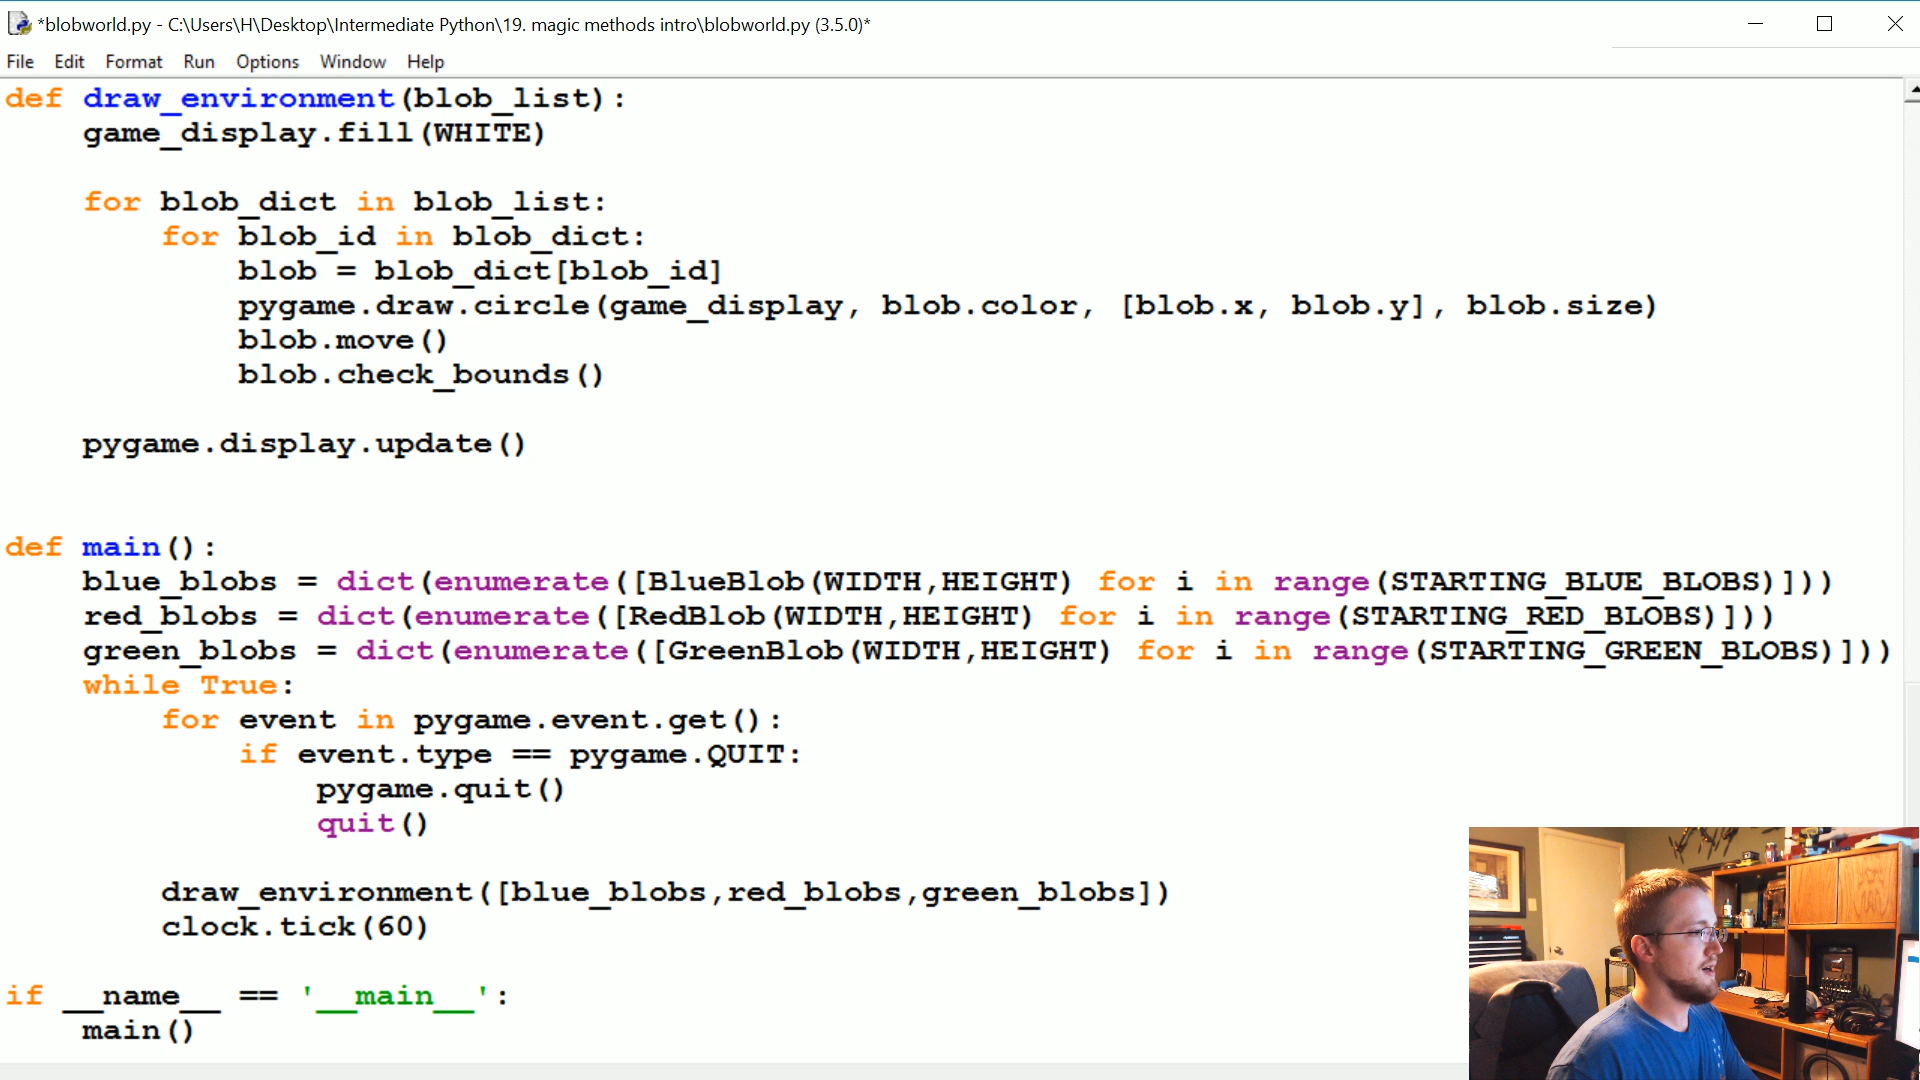 *blobworld.py - C:\Users\H\Desktop\Intermediate Python\19. magic methods intro\blobworld.py (3.5.0)*
File Edit Format Run Options Window Help
def draw_environment(blob_list):
    game_display.fill(WHITE)
    for blob_dict in blob_list:
        for blob_id in blob_dict:
            blob = blob_dict[blob_id]
            pygame.draw.circle(game_display, blob.color, [blob.x, blob.y], blob.size)
            blob.move()
            blob.check_bounds()
    pygame.display.update()
def main():
    blue_blobs = dict(enumerate([BlueBlob(WIDTH,HEIGHT) for i in range(STARTING_BLUE_BLOBS)]))
    red_blobs = dict(enumerate([RedBlob(WIDTH,HEIGHT) for i in range(STARTING_RED_BLOBS)]))
    green_blobs = dict(enumerate([GreenBlob(WIDTH,HEIGHT) for i in range(STARTING_GREEN_BLOBS)]))
    while True:
        for event in pygame.event.get():
            if event.type == pygame.QUIT:
                pygame.quit()
                quit()
        draw_environment([blue_blobs,red_blobs,green_blobs])
        clock.tick(60)
if __name__ == '__main__':
    main()